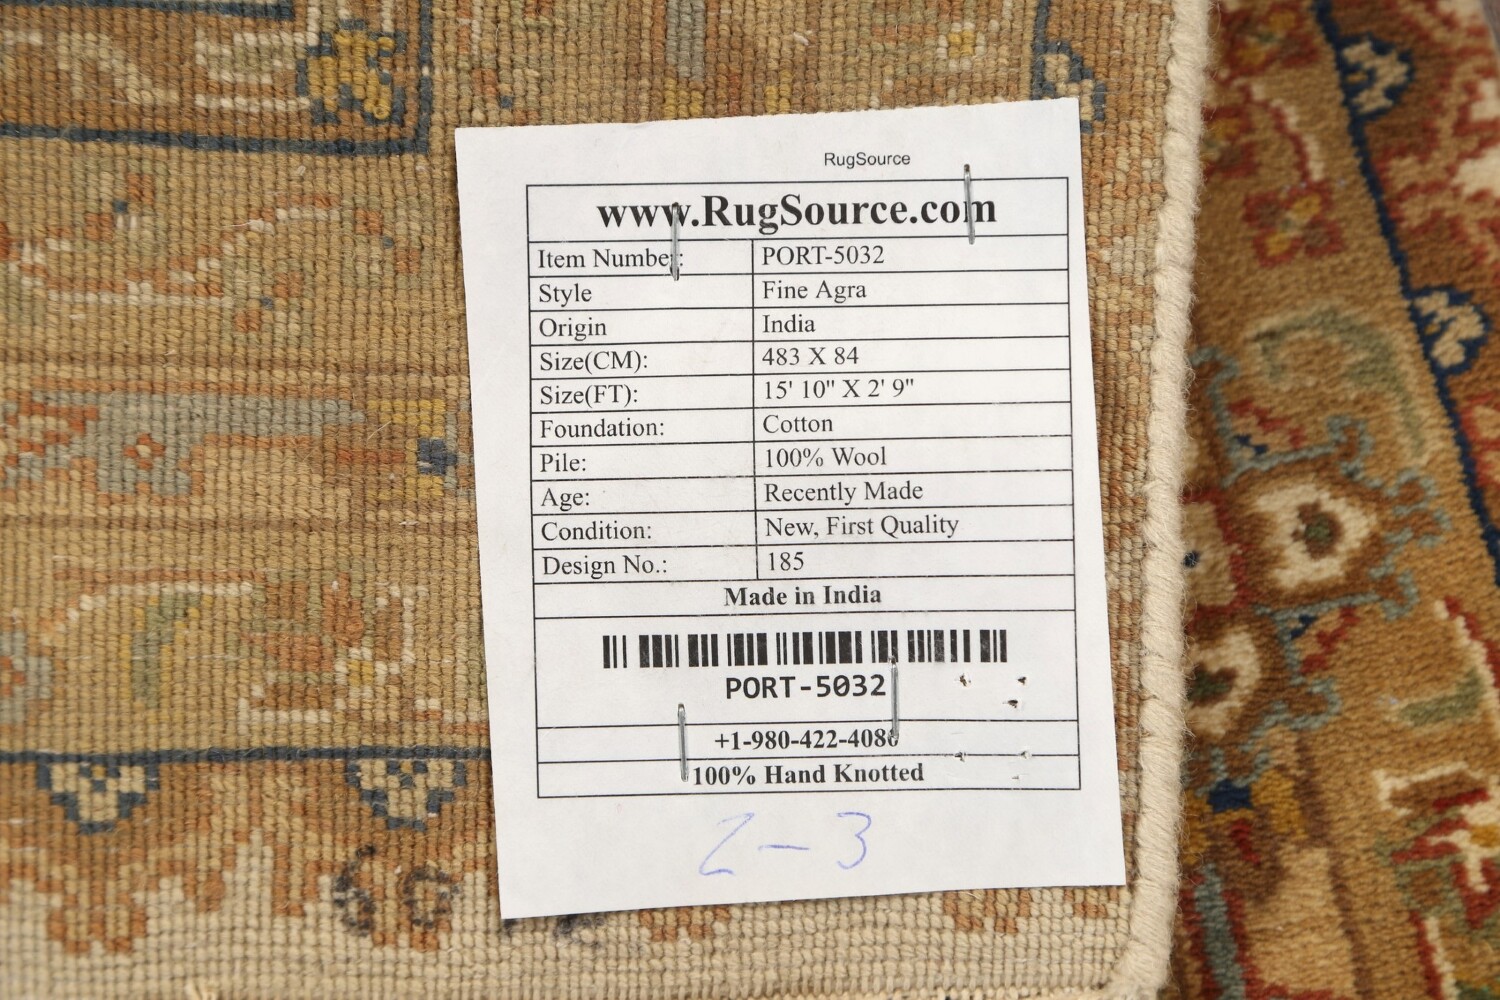 RugSource
www.RugSource.com
Item Number: PORT-5032
Style Fine Agra
Origin India
Size(CM): 483 X 84
Size(FT): 15' 10" X 2' 9"
Foundation: Cotton
Pile: 100% Wool
Age: Recently Made
Condition: New, First Quality
Design No.: 185
Made in India
PORT-5032
+1-980-422-4086
100% Hand Knotted
2-3